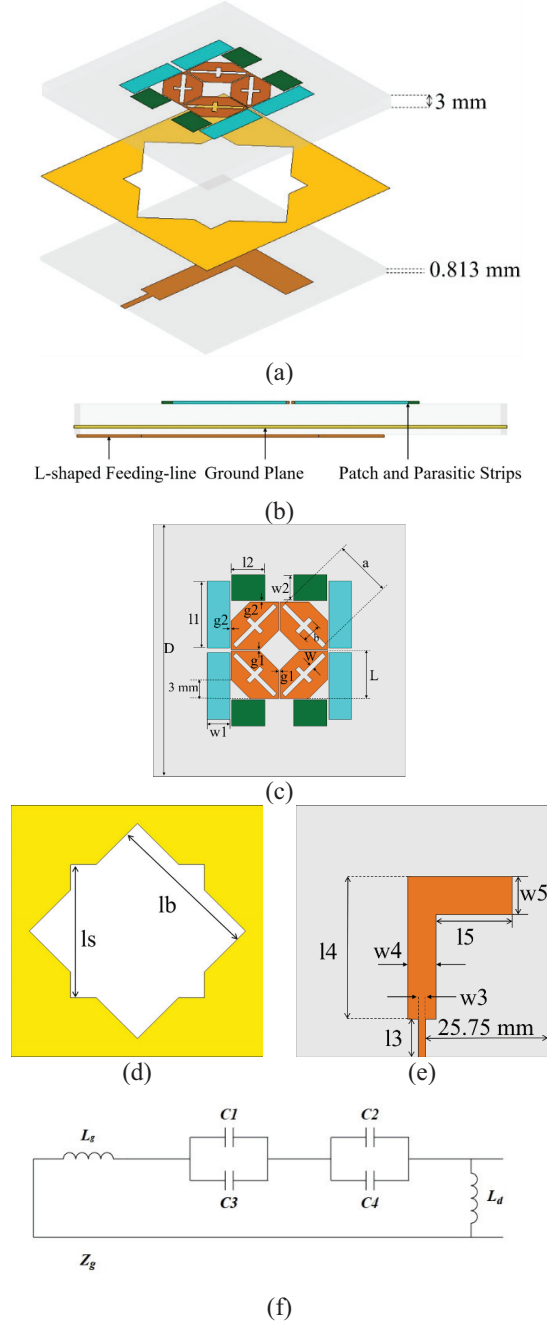 3 mm
0.813 mm
(a)
L-shaped Feeding-line Ground Plane Patch and Parasitic Strips
(b)
l2
w2
a
l1
g2
g2
b
D
g1
g1
W
L
3 mm
w1
(c)
lb
ls
(d)
w5
l4
l5
w4
w3
25.75 mm
l3
(e)
C1
C2
Lg
C3
C4
Ld
Zg
(f)